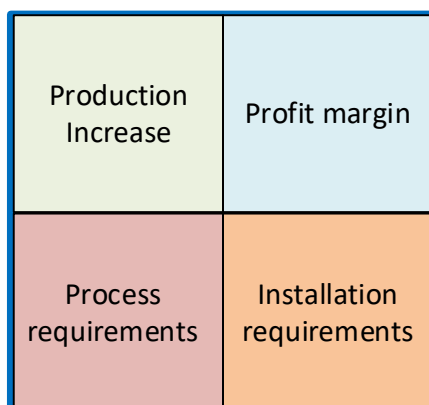 Production
Increase
Profit margin
Process
requirements
Installation
requirements